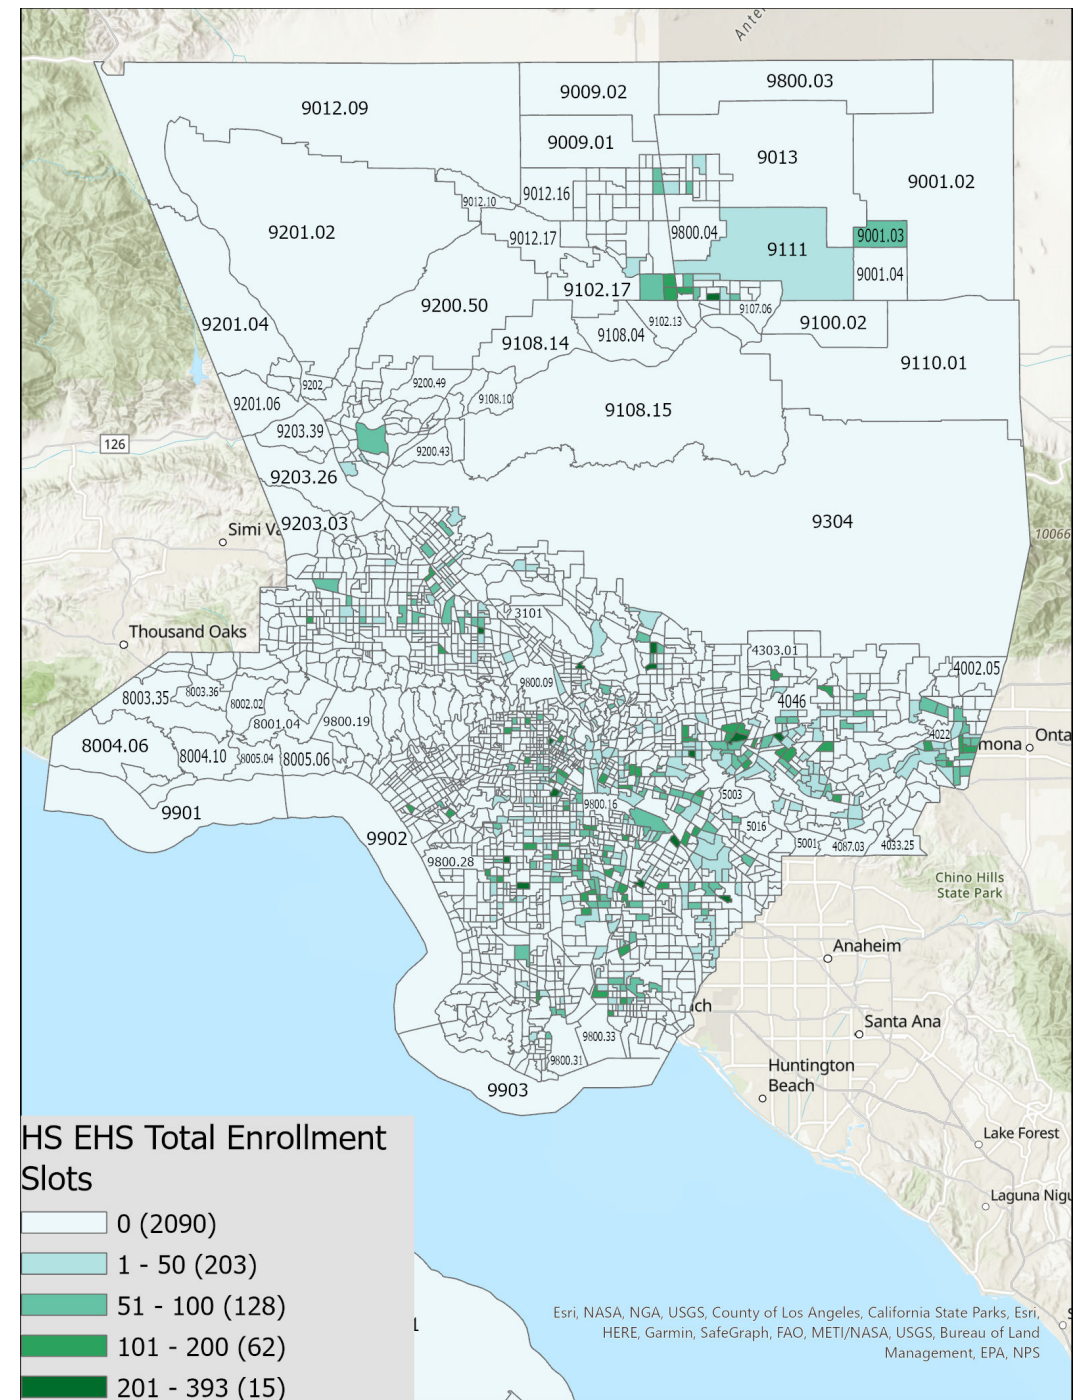 Ante
9012.09
9009.02
9800.03
9009.01
9013
9001.02
9012.16
9012.10
9201.02
9012.17
9800.04
9111
9001.03
9001.04
9102.17
9200.50
9201.04
9108.14
9108.04
9102.13
9107.06
9100.02
9110.01
9202
9200.49
9201.06
9108.10
9108.15
126
9203.39
9200.43
9203.26
9304
9203.03
Simi Va
10066
3101
Thousand Oaks
4303.01
4002.05
9800.09
8003.35
8003.36
8002.02
4046
8001.04
9800.19
4022
8004.06
8004.10
8005.04
8005.06
mona
Onta
9901
9800.16
5003
9902
5016
5001
4087.03
4033.25
9800.28
Chino Hills
State Park
Anaheim
ach
Santa Ana
9800.33
9800.31
Huntington
Beach
9903
HS EHS Total Enrollment
Slots
Lake Forest
Laguna Nigu
0 (2090)
1 - 50 (203)
51 - 100 (128)
101 - 200 (62)
201 - 393 (15)
1
S
Esri, NASA, NGA, USGS, County of Los Angeles, California State Parks, Esri,
HERE, Garmin, SafeGraph, FAO, METI/NASA, USGS, Bureau of Land
Management, EPA, NPS